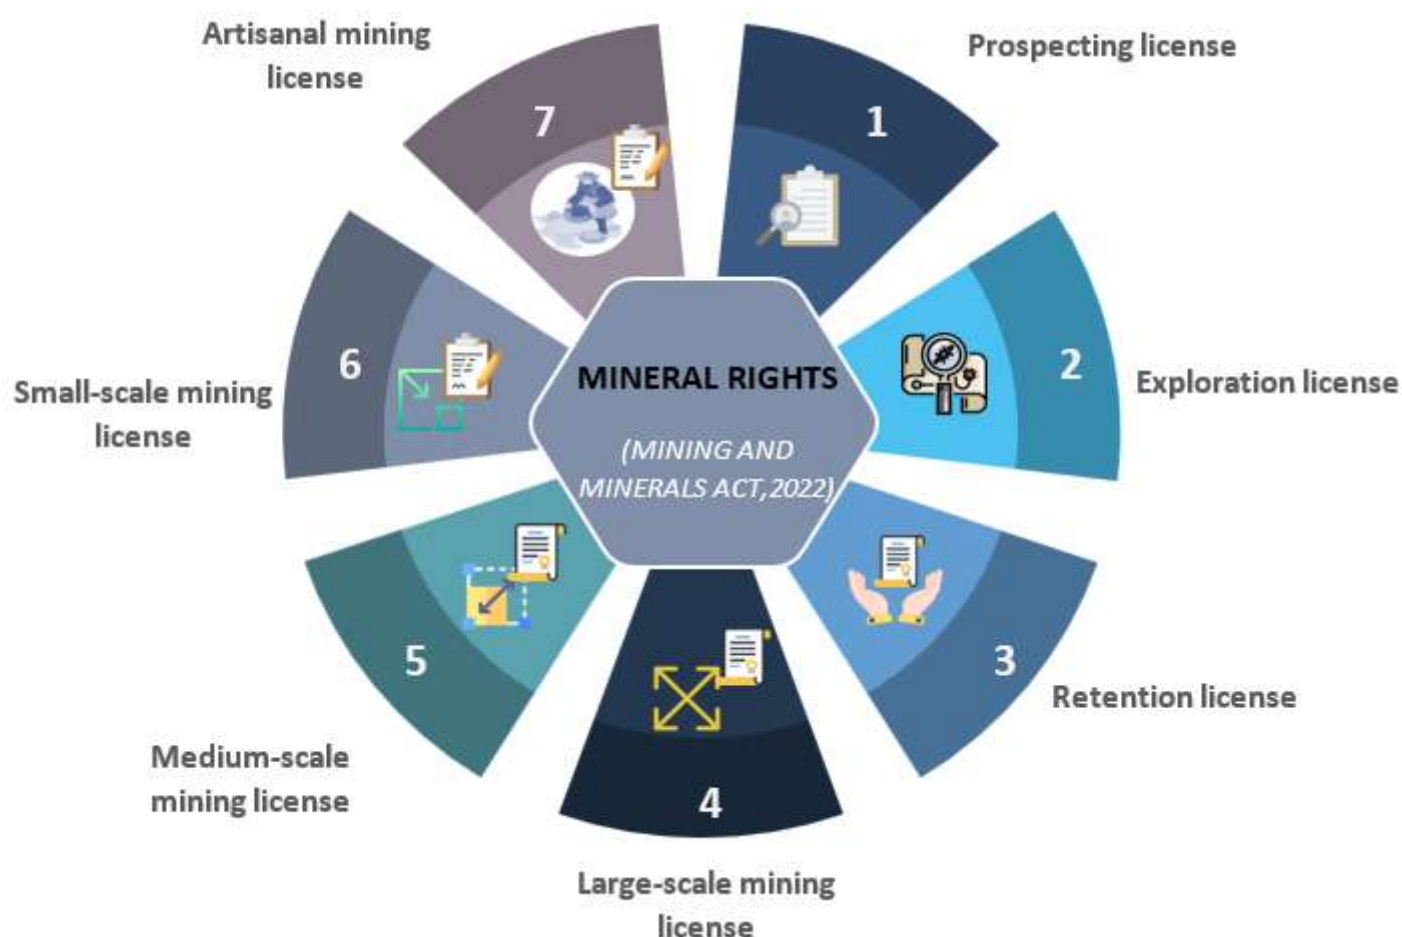 MINERAL RIGHTS
(MINING AND
MINERALS ACT,2022)
1
Prospecting license
2
Exploration license
3
Retention license
4
Large-scale mining
license
5
Medium-scale
mining license
6
Small-scale mining
license
7
Artisanal mining
license